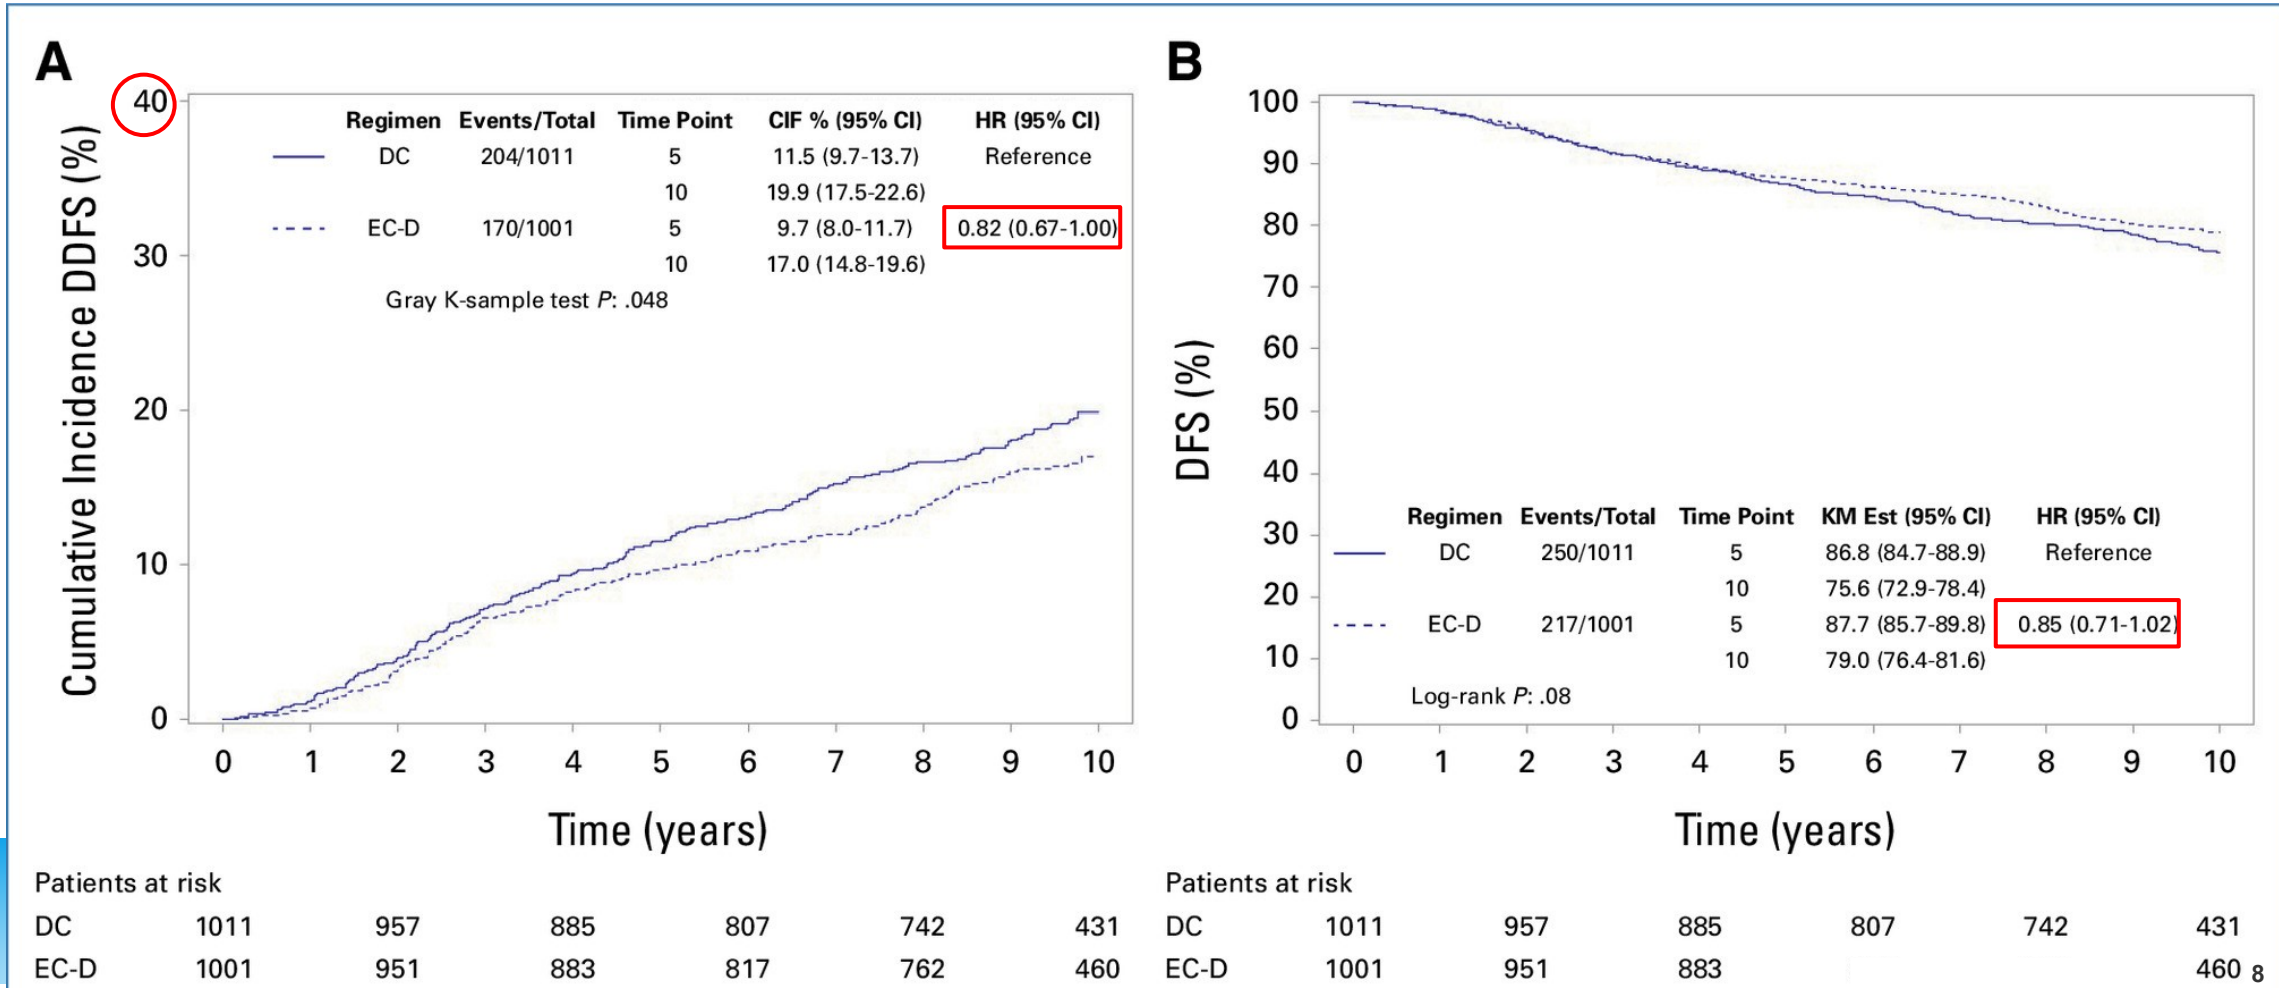 A
40
30
20
10
0
Cumulative Incidence DDFS (%)
Regimen Events/Total Time Point CIF % (95% CI) HR (95% CI)
DC 204/1011 5 11.5 (9.7-13.7) Reference
10 19.9 (17.5-22.6)
EC-D 170/1001 5 9.7 (8.0-11.7) 0.82 (0.67-1.00)
10 17.0 (14.8-19.6)
Gray K-sample test P: .048
0 1 2 3 4 5 6 7 8 9 10
Time (years)
Patients at risk
DC 1011 957 885 807 742 431
EC-D 1001 951 883 817 762 460
B
100
90
80
70
60
50
40
30
20
10
0
DFS (%)
Regimen Events/Total Time Point KM Est (95% CI) HR (95% CI)
DC 250/1011 5 86.8 (84.7-88.9) Reference
10 75.6 (72.9-78.4)
EC-D 217/1001 5 87.7 (85.7-89.8) 0.85 (0.71-1.02)
10 79.0 (76.4-81.6)
Log-rank P: .08
0 1 2 3 4 5 6 7 8 9 10
Time (years)
Patients at risk
DC 1011 957 885 807 742 431
EC-D 1001 951 883 460
8